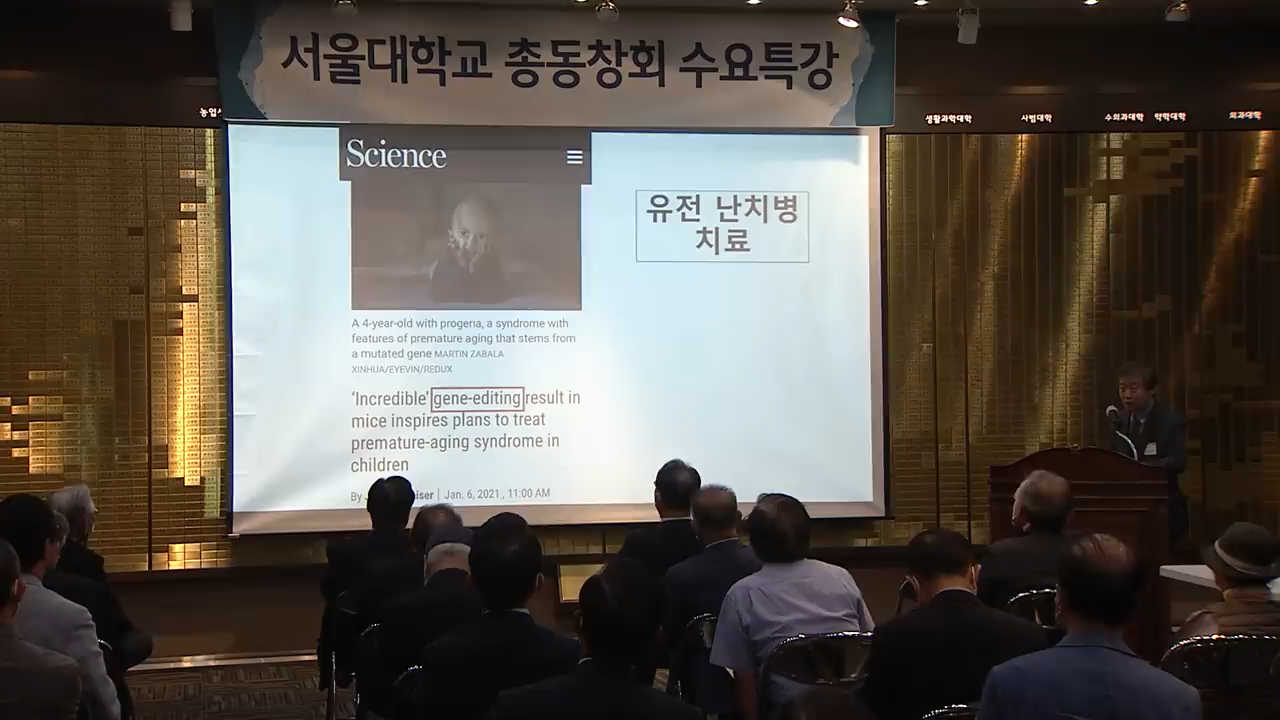 서울대학교 총동창회 수요특강
생활과학대학 사범대학 수의과대학 약학대학 의과대학
Science
유전 난치병
치료
A 4-year-old with progeria, a syndrome with
features of premature aging that stems from
a mutated gene MARTIN ZABALA
XINHUA/EYEVIN/REDUX
'Incredible' gene-editing result in
mice inspires plans to treat
premature-aging syndrome in
children
By Jan. 6, 2021 , 11:00 AM